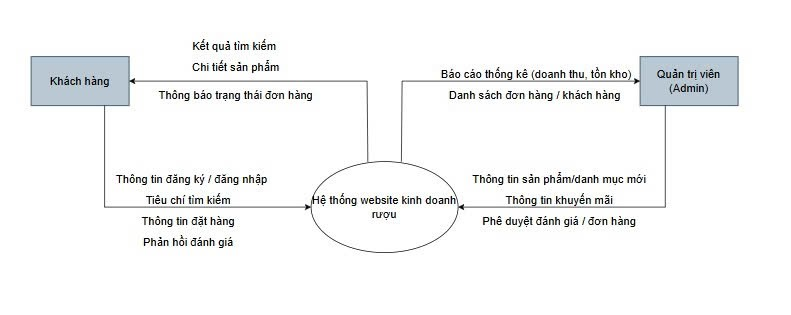 Kết quả tìm kiếm
Chi tiết sản phẩm
Thông báo trạng thái đơn hàng
Khách hàng
Báo cáo thống kê (doanh thu, tồn kho)
Danh sách đơn hàng / khách hàng
Quản trị viên
(Admin)
Thông tin đăng ký / đăng nhập
Tiêu chí tìm kiếm
Thông tin đặt hàng
Phản hồi đánh giá
Hệ thống website kinh doanh
rượu
Thông tin sản phẩm/danh mục mới
Thông tin khuyến mãi
Phê duyệt đánh giá / đơn hàng